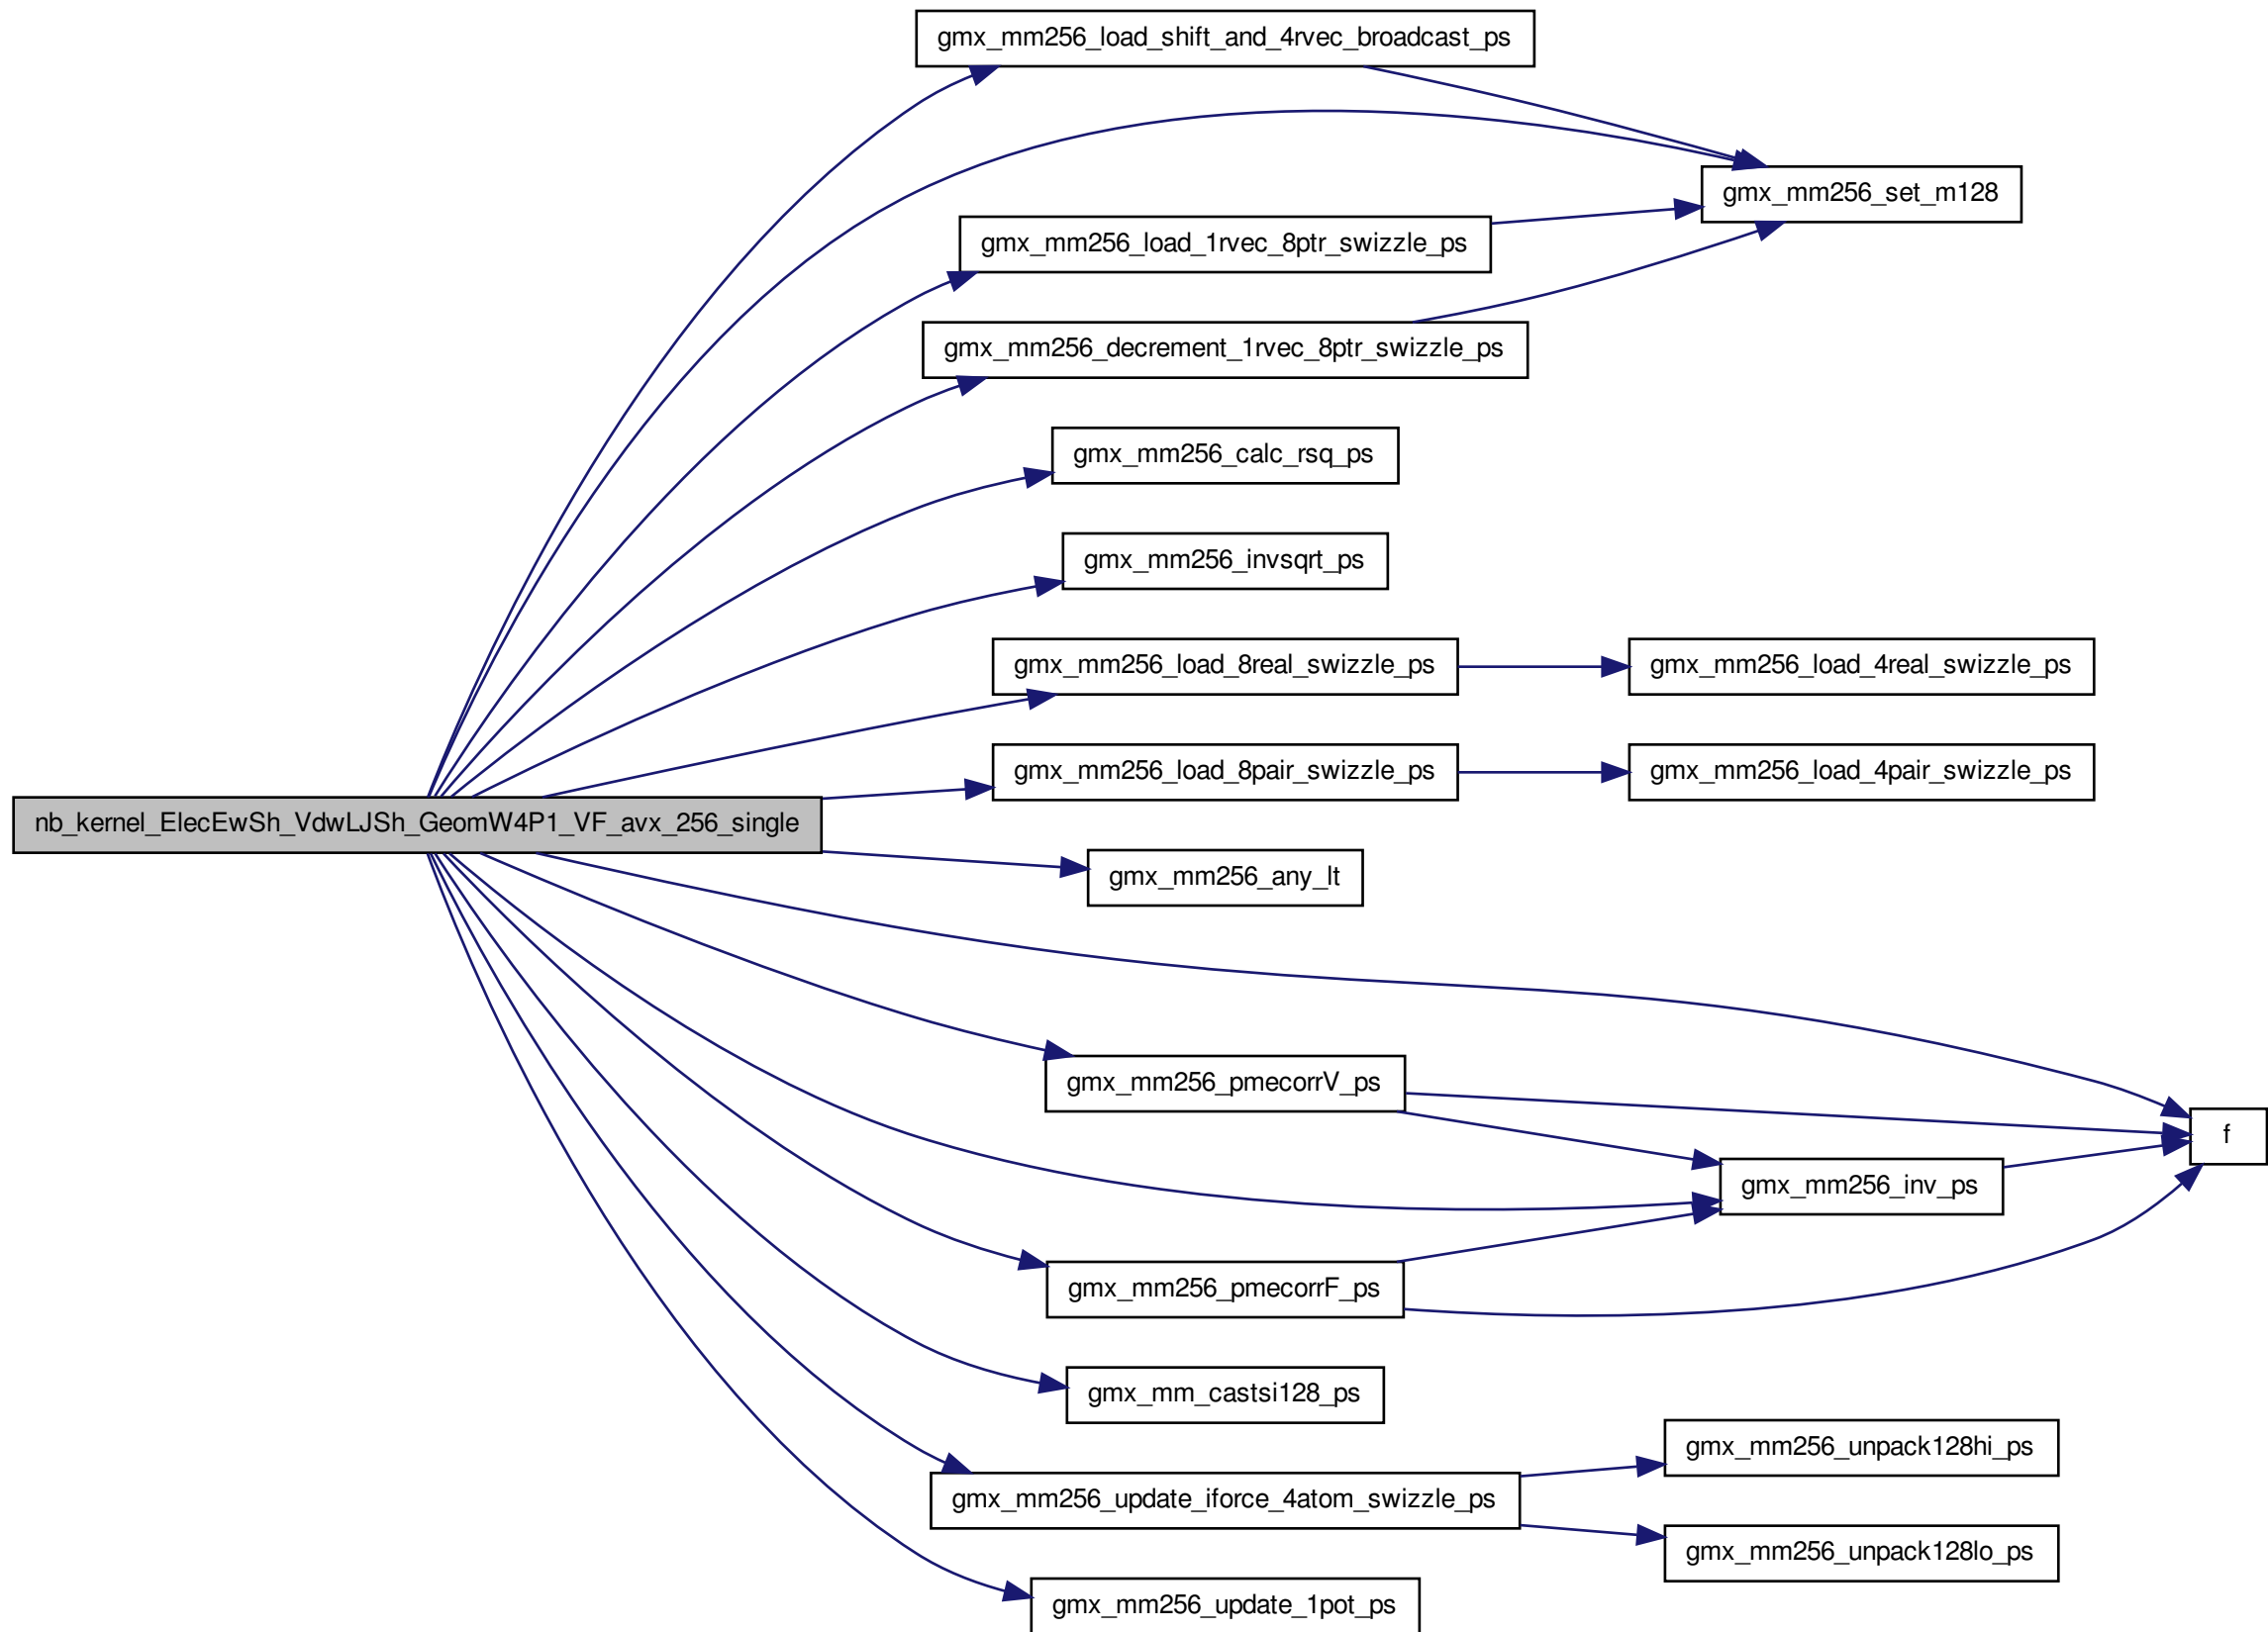 gmx_mm256_load_shift_and_4rvec_broadcast_ps
gmx_mm256_set_m128
gmx_mm256_load_1rvec_8ptr_swizzle_ps
gmx_mm256_decrement_1rvec_8ptr_swizzle_ps
gmx_mm256_calc_rsq_ps
gmx_mm256_invsqrt_ps
gmx_mm256_load_8real_swizzle_ps
gmx_mm256_load_4real_swizzle_ps
gmx_mm256_load_8pair_swizzle_ps
gmx_mm256_load_4pair_swizzle_ps
nb_kernel_ElecEwSh_VdwLJSh_GeomW4P1_VF_avx_256_single
gmx_mm256_any_lt
gmx_mm256_pmecorrV_ps
f
gmx_mm256_inv_ps
gmx_mm256_pmecorrF_ps
gmx_mm_castsi128_ps
gmx_mm256_unpack128hi_ps
gmx_mm256_update_iforce_4atom_swizzle_ps
gmx_mm256_unpack128lo_ps
gmx_mm256_update_1pot_ps